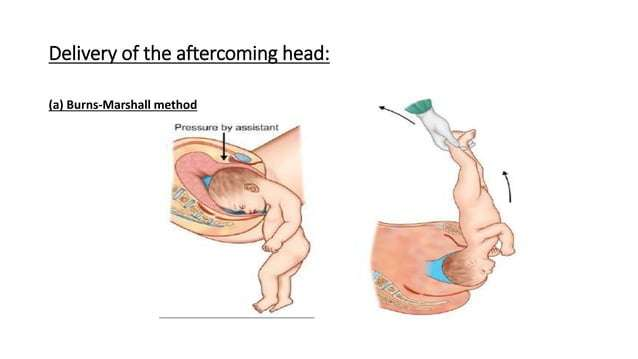 Delivery of the aftercoming head:
(a) Burns-Marshall method
Pressure by assistant